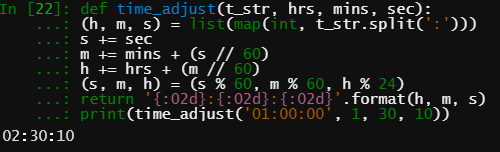 In [22]: def time_adjust(t_str, hrs, mins, sec):
...: (h, m, s) = list(map(int, t_str.split(':')))
...: s += sec
...: m += mins + (s // 60)
...: h += hrs + (m // 60)
...: (s, m, h) = (s % 60, m % 60, h % 24)
...: return '{:02d}:{:02d}:{:02d}'.format(h, m, s)
...: print(time_adjust('01:00:00', 1, 30, 10))
02:30:10